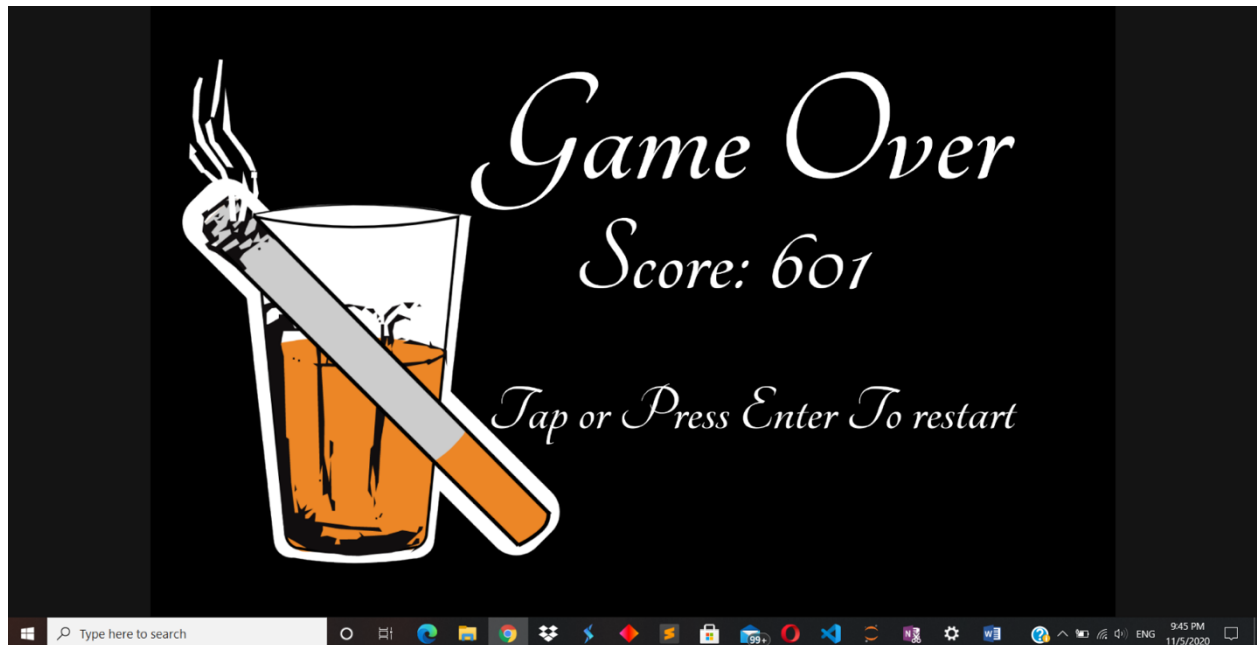 Game Over
Score: 601
Tap or Press Enter To restart
Type here to search
99+
ENG
9:45 PM
11/5/2020